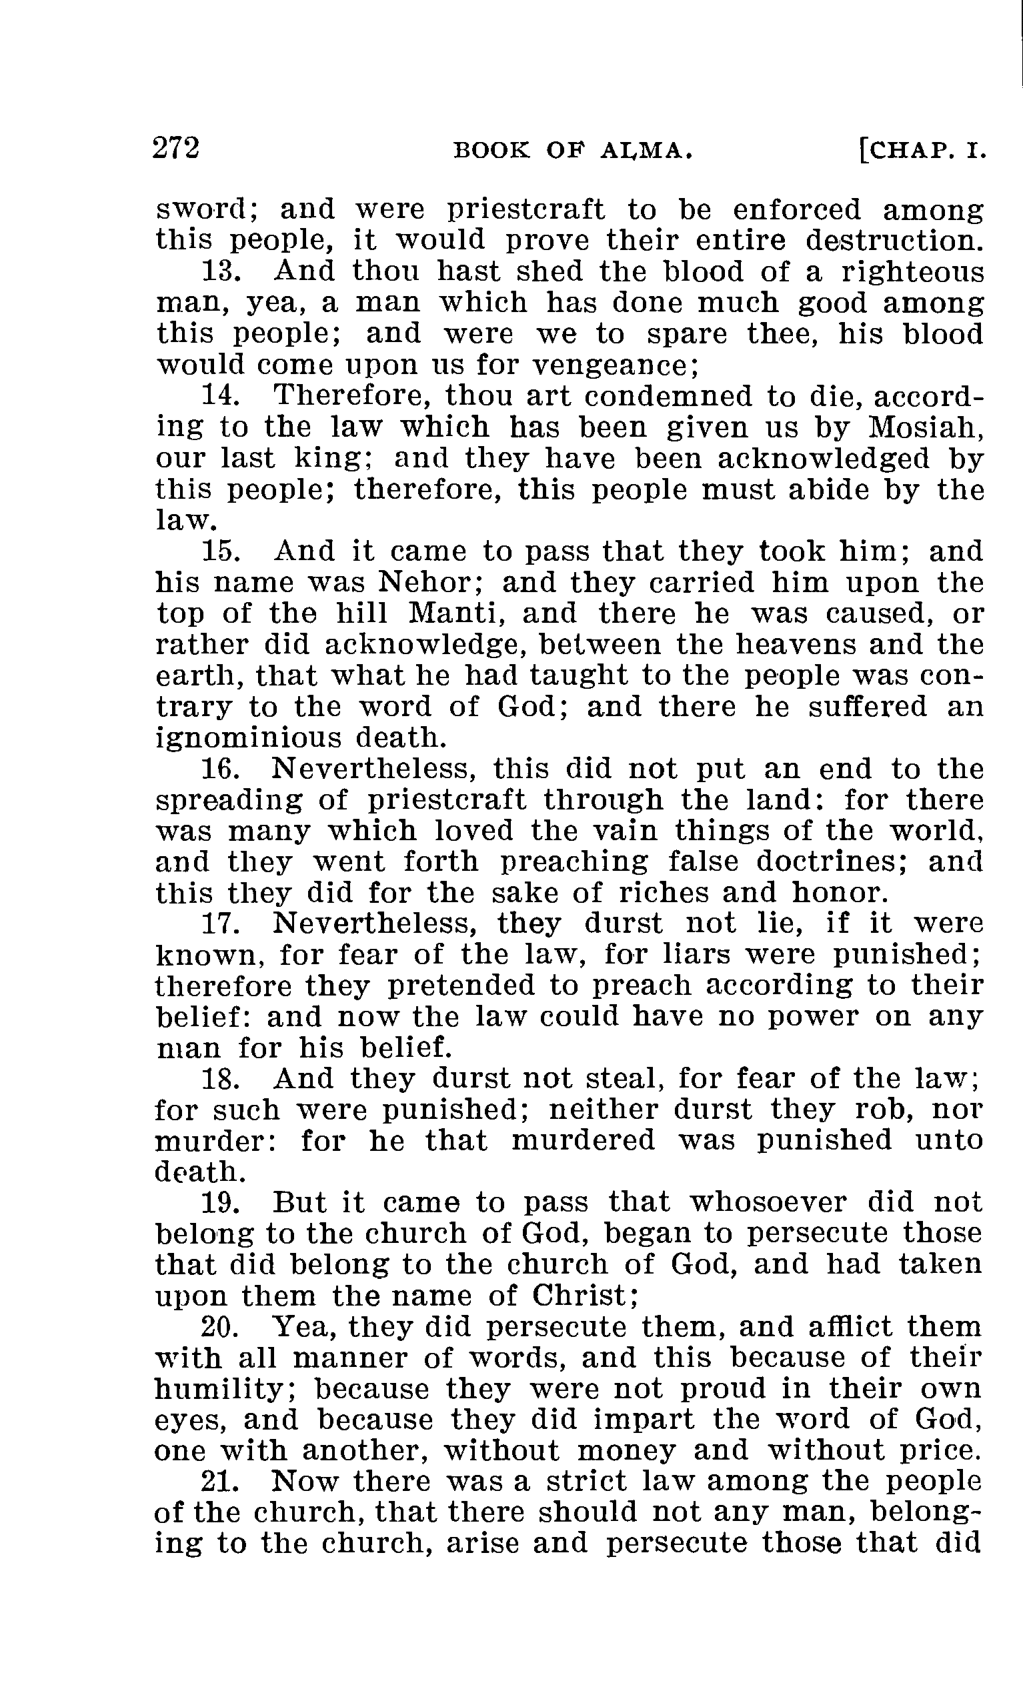 272 BOOK OF ALMA. [CHAP. I.
sword; and were priestcraft to be enforced among
this people, it would prove their entire destruction.
13. And thou hast shed the blood of a righteous
man, yea, a man which has done much good among
this people; and were we to spare thee, his blood
would come upon us for vengeance;
14. Therefore, thou art condemned to die, accord-
ing to the law which has been given us by Mosiah,
our last king; and they have been acknowledged by
this people; therefore, this people must abide by the
law.
15. And it came to pass that they took him; and
his name was Nehor; and they carried him upon the
top of the hill Manti, and there he was caused, or
rather did acknowledge, between the heavens and the
earth, that what he had taught to the people was con-
trary to the word of God; and there he suffered an
ignominious death.
16. Nevertheless, this did not put an end to the
spreading of priestcraft through the land: for there
was many which loved the vain things of the world,
and they went forth preaching false doctrines; and
this they did for the sake of riches and honor.
17. Nevertheless, they durst not lie, if it were
known, for fear of the law, for liars were punished;
therefore they pretended to preach according to their
belief: and now the law could have no power on any
man for his belief.
18. And they durst not steal, for fear of the law;
for such were punished; neither durst they rob, nor
murder: for he that murdered was punished unto
death.
19. But it came to pass that whosoever did not
belong to the church of God, began to persecute those
that did belong to the church of God, and had taken
upon them the name of Christ;
20. Yea, they did persecute them, and afflict them
with all manner of words, and this because of their
humility; because they were not proud in their own
eyes, and because they did impart the word of God,
one with another, without money and without price.
21. Now there was a strict law among the people
of the church, that there should not any man, belong-
ing to the church, arise and persecute those that did